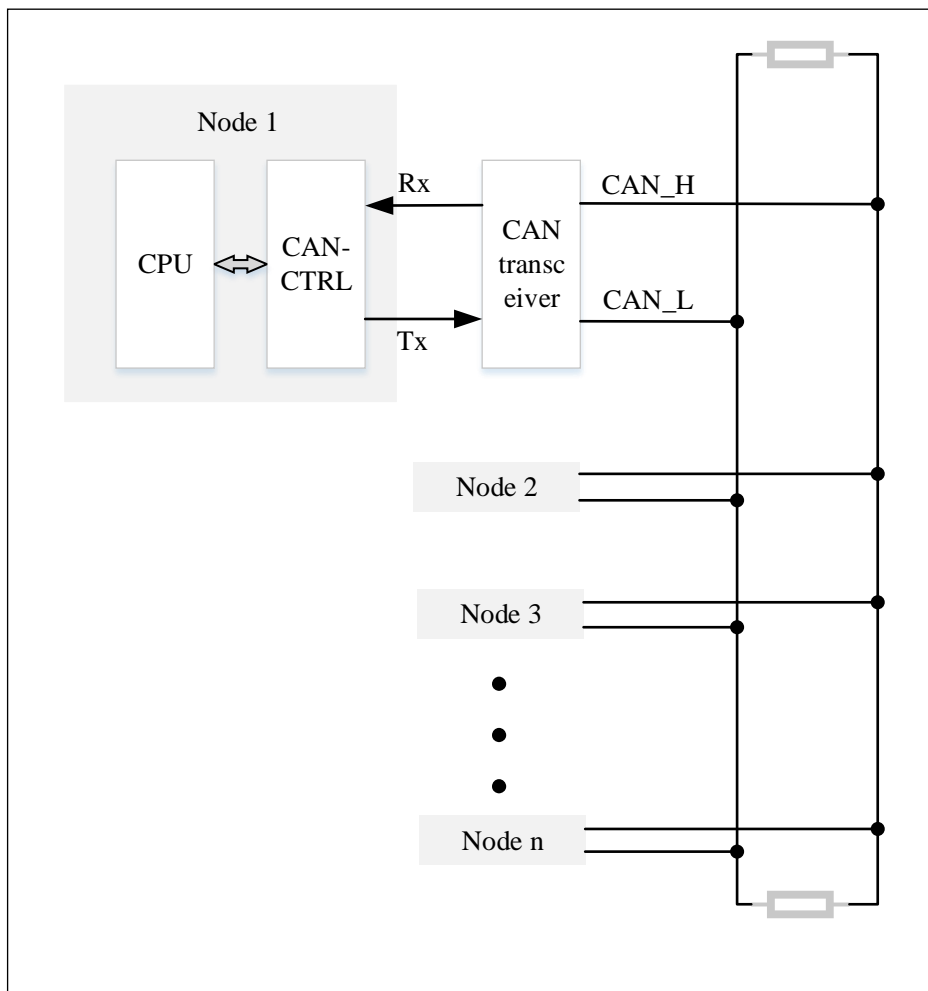 Node 1
CPU
CAN-
CTRL
Rx
Tx
CAN
transc
eiver
CAN_H
CAN_L
Node 2
Node 3
Node n